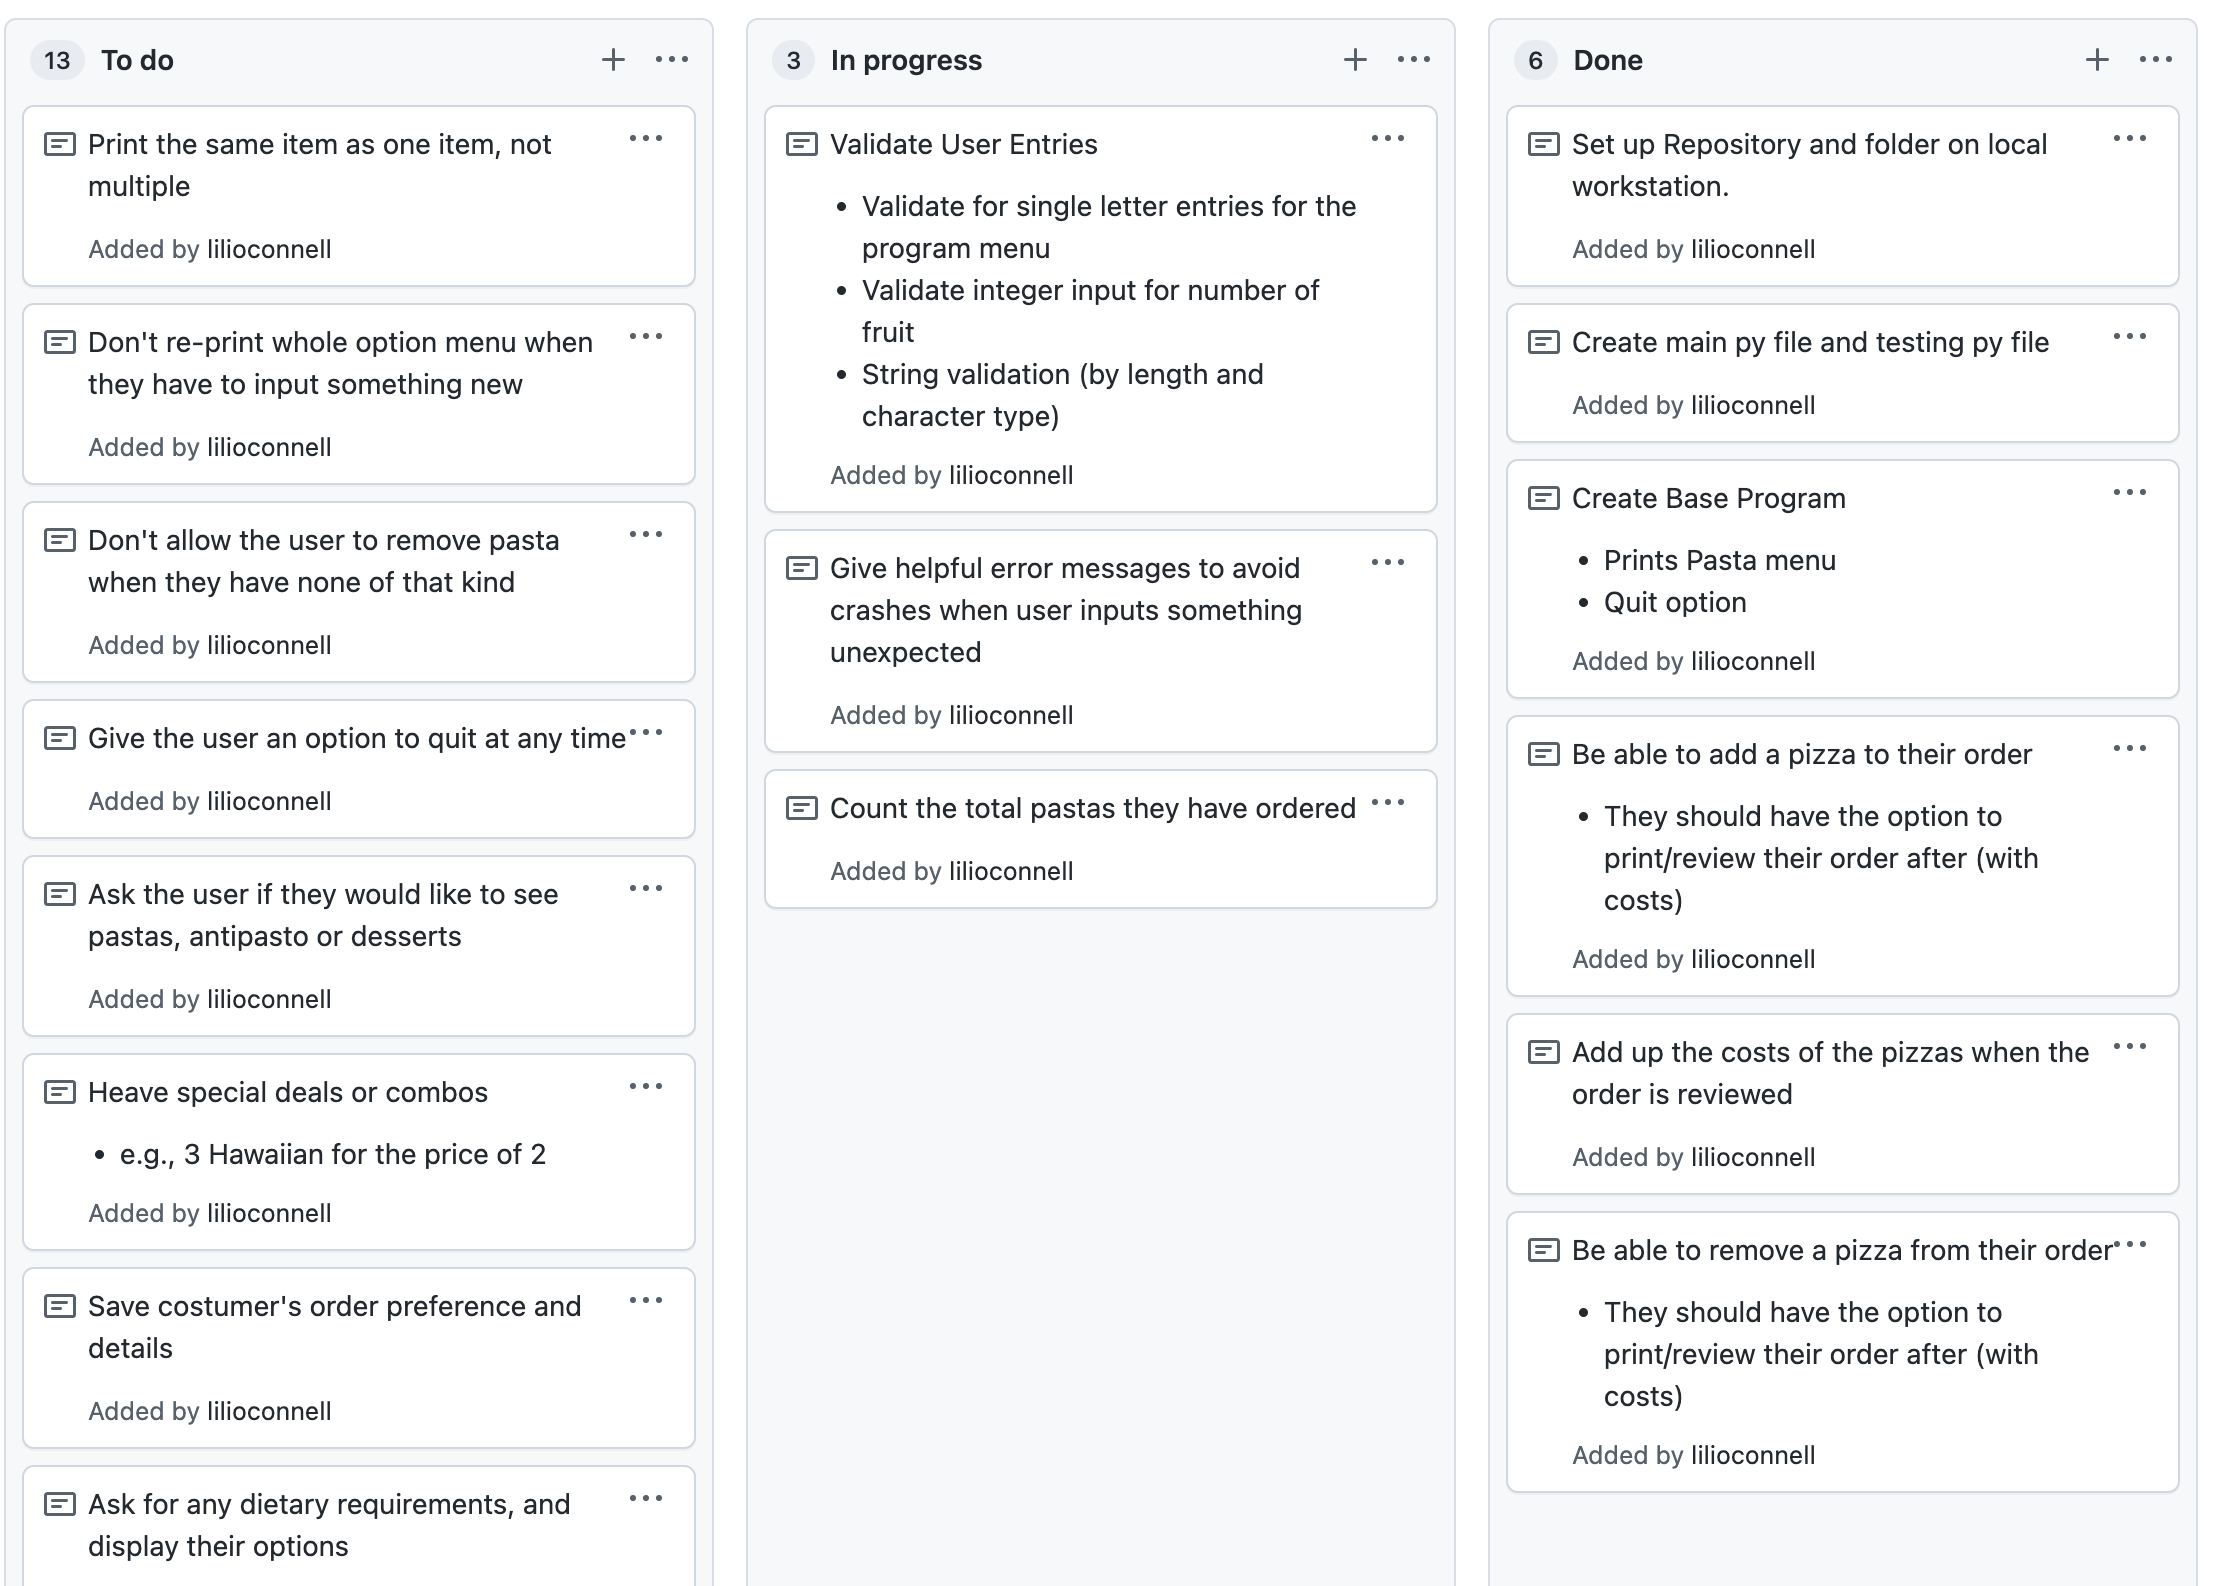 13 To do
Print the same item as one item, not
multiple
Added by lilioconnell
Don't re-print whole option menu when
they have to input something new
Added by lilioconnell
Don't allow the user to remove pasta
when they have none of that kind
Added by lilioconnell
Give the user an option to quit at any time
Added by lilioconnell
Ask the user if they would like to see
pastas, antipasto or desserts
Added by lilioconnell
Heave special deals or combos
• e.g., 3 Hawaiian for the price of 2
Added by lilioconnell
Save costumer's order preference and
details
Added by lilioconnell
Ask for any dietary requirements, and
display their options
3 In progress
Validate User Entries
• Validate for single letter entries for the
program menu
• Validate integer input for number of
fruit
• String validation (by length and
character type)
Added by lilioconnell
Give helpful error messages to avoid
crashes when user inputs something
unexpected
Added by lilioconnell
Count the total pastas they have ordered
Added by lilioconnell
6 Done
Set up Repository and folder on local
workstation.
Added by lilioconnell
Create main py file and testing py file
Added by lilioconnell
Create Base Program
• Prints Pasta menu
• Quit option
Added by lilioconnell
Be able to add a pizza to their order
• They should have the option to
print/review their order after (with
costs)
Added by lilioconnell
Add up the costs of the pizzas when the
order is reviewed
Added by lilioconnell
Be able to remove a pizza from their order
• They should have the option to
print/review their order after (with
costs)
Added by lilioconnell